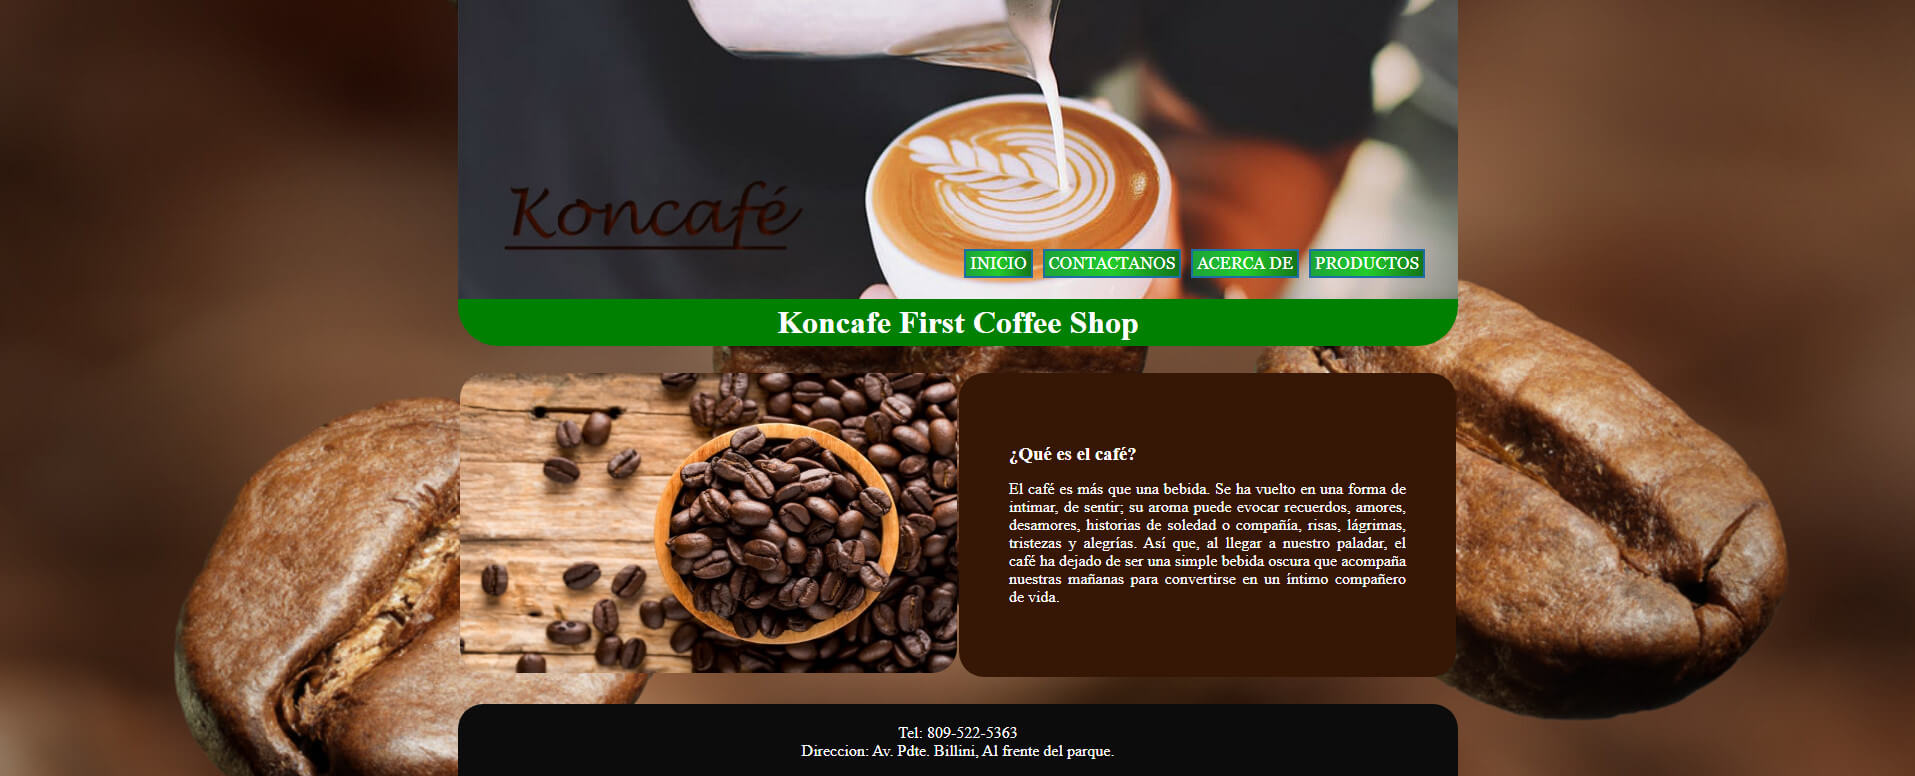 Koncafé
INICIO CONTACTANOS ACERCA DE PRODUCTOS
Koncafe First Coffee Shop
¿Qué es el café?
El café es más que una bebida. Se ha vuelto en una forma de
intimar, de sentir; su aroma puede evocar recuerdos, amores,
desamores, historias de soledad o compañía, risas, lágrimas,
tristezas y alegrías. Así que, al llegar a nuestro paladar, el
café ha dejado de ser una simple bebida oscura que acompaña
nuestras mañanas para convertirse en un íntimo compañero
de vida.
Tel: 809-522-5363
Direccion: Av. Pdte. Billini, Al frente del parque.